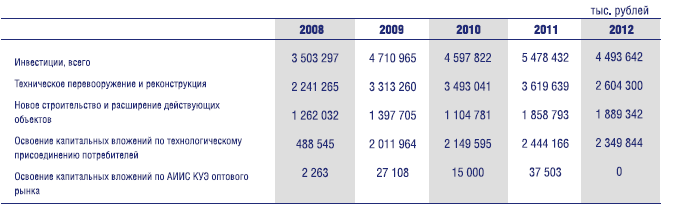 тыс. рублей
2008 2009 2010 2011 2012
Инвестиции, всего 3 503 297 4 710 965 4 597 822 5 478 432 4 493 642
Техническое перевооружение и реконструкция 2 241 265 3 313 260 3 493 041 3 619 639 2 604 300
Новое строительство и расширение действующих
объектов 1 262 032 1 397 705 1 104 781 1 858 793 1 889 342
Освоение капитальных вложений по технологическому
присоединению потребителей 488 545 2 011 964 2 149 595 2 444 166 2 349 844
Освоение капитальных вложений по АИИС КУЭ оптового
рынка 2 263 27 108 15 000 37 503 0